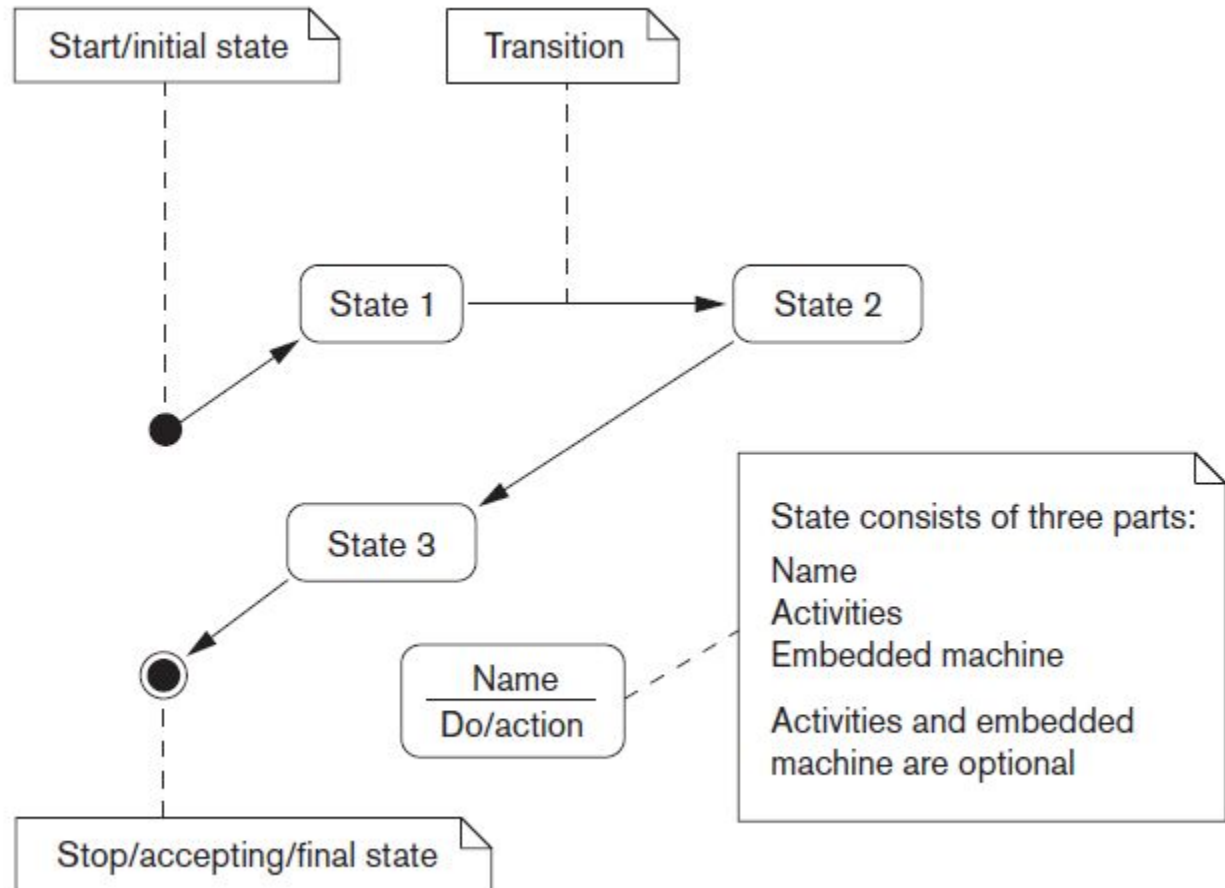 Start/initial state
Transition
State 1
State 2
State 3
State consists of three parts:
Name
Activities
Embedded machine
Activities and embedded
machine are optional
Name
Do/action
Stop/accepting/final state